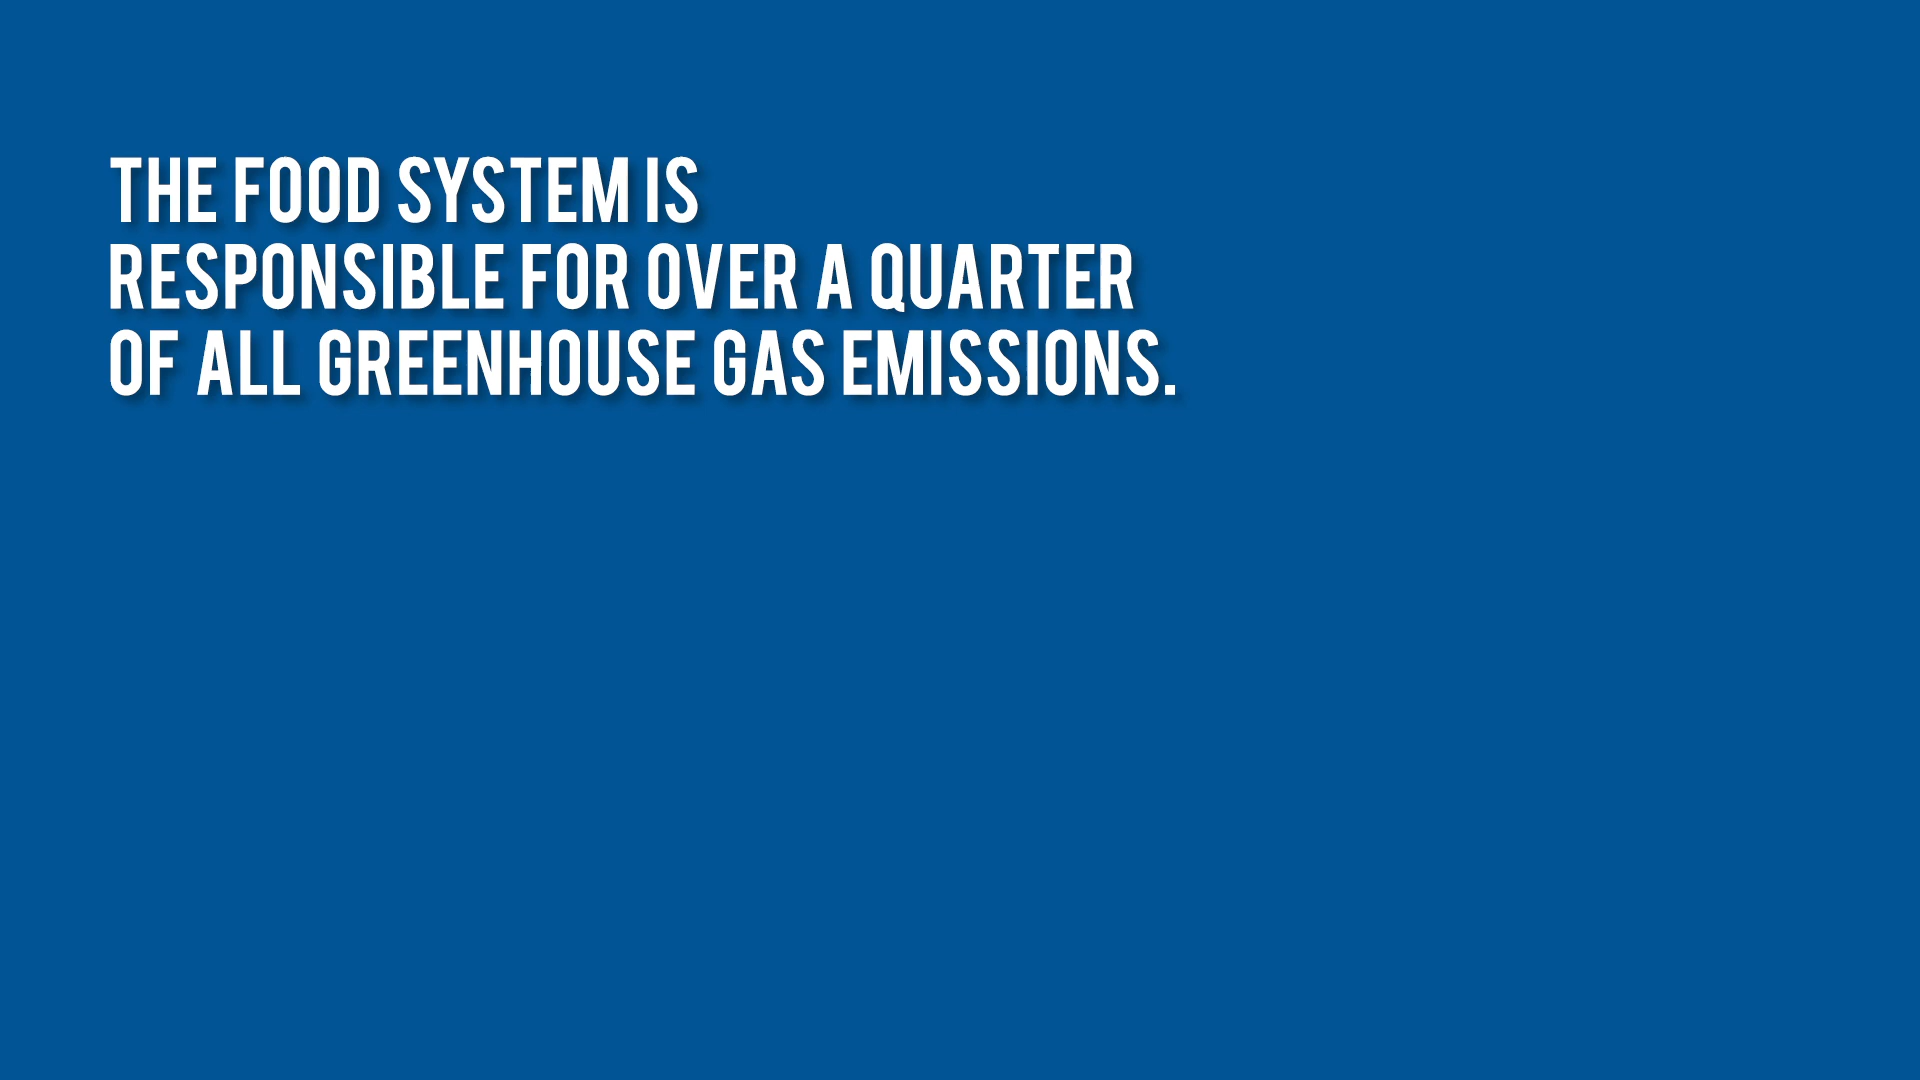 THE FOOD SYSTEM IS
RESPONSIBLE FOR OVER A QUARTER
OF ALL GREENHOUSE GAS EMISSIONS.